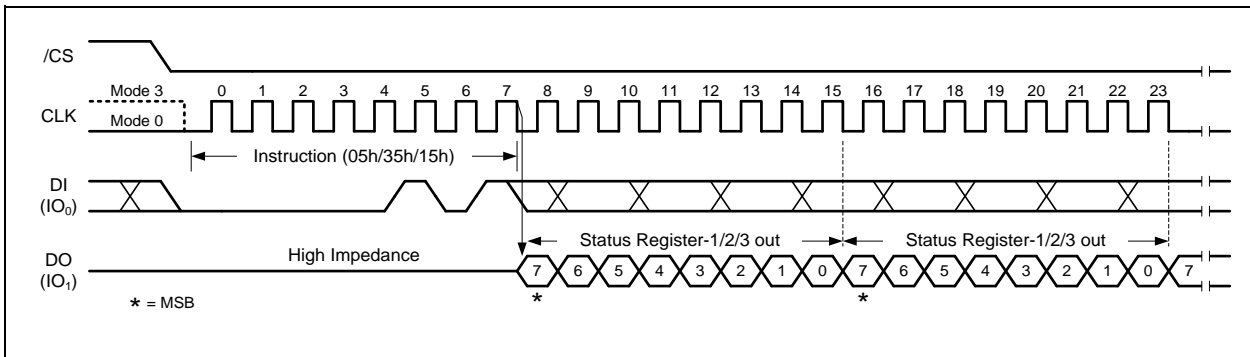 /CS
Mode 3
0 1 2 3 4 5 6 7 8 9 10 11 12 13 14 15 16 17 18 19 20 21 22 23
CLK
Mode 0
Instruction (05h/35h/15h)
DI
(IO₀)
Status Register-1/2/3 out Status Register-1/2/3 out
High Impedance
DO
(IO₁)
7 6 5 4 3 2 1 0 7 6 5 4 3 2 1 0 7
* *
* = MSB